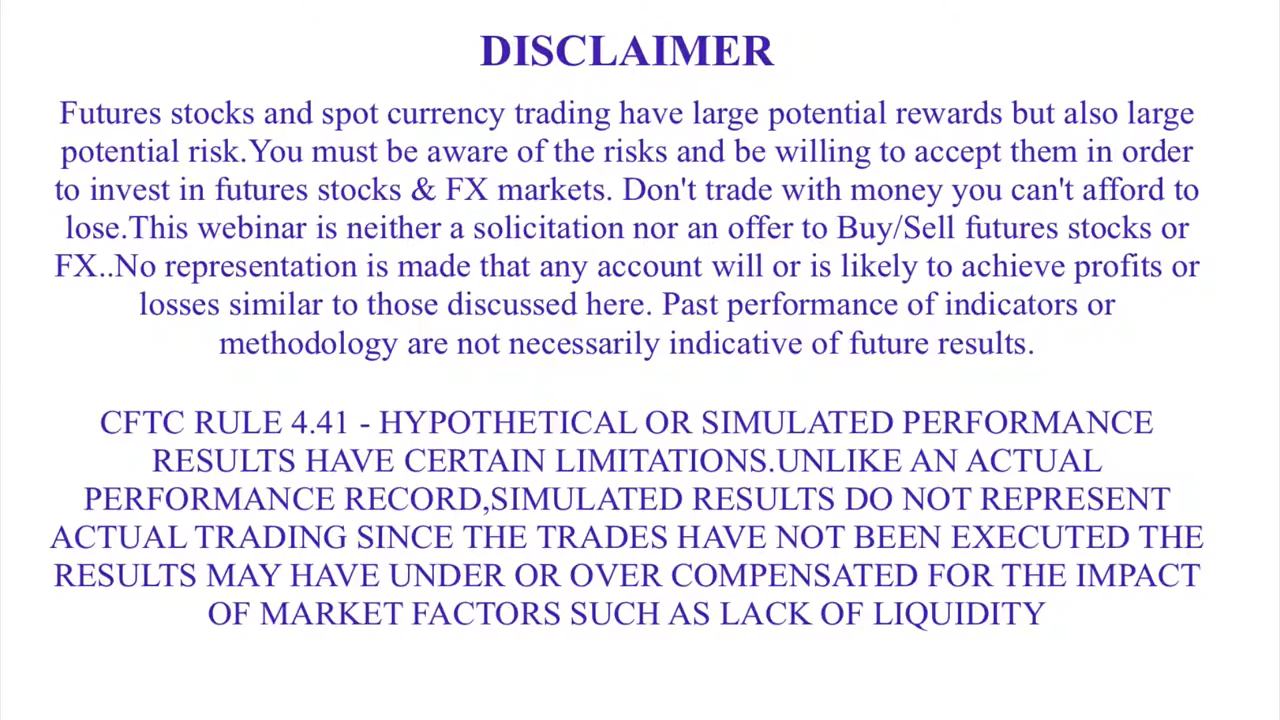 DISCLAIMER
Futures stocks and spot currency trading have large potential rewards but also large
potential risk.You must be aware of the risks and be willing to accept them in order
to invest in futures stocks & FX markets. Don't trade with money you can't afford to
lose.This webinar is neither a solicitation nor an offer to Buy/Sell futures stocks or
FX..No representation is made that any account will or is likely to achieve profits or
losses similar to those discussed here. Past performance of indicators or
methodology are not necessarily indicative of future results.
CFTC RULE 4.41 - HYPOTHETICAL OR SIMULATED PERFORMANCE
RESULTS HAVE CERTAIN LIMITATIONS.UNLIKE AN ACTUAL
PERFORMANCE RECORD,SIMULATED RESULTS DO NOT REPRESENT
ACTUAL TRADING SINCE THE TRADES HAVE NOT BEEN EXECUTED THE
RESULTS MAY HAVE UNDER OR OVER COMPENSATED FOR THE IMPACT
OF MARKET FACTORS SUCH AS LACK OF LIQUIDITY